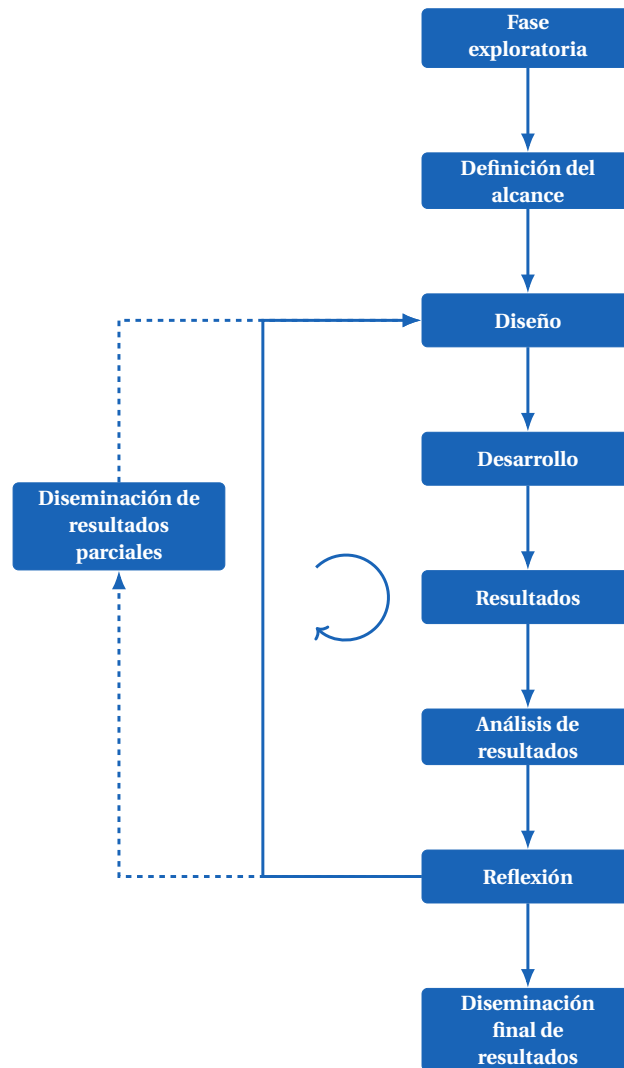 Fase
exploratoria
Definición del
alcance
Diseño
Desarrollo
Diseminación de
resultados
parciales
Resultados
Análisis de
resultados
Reflexión
Diseminación
final de
resultados